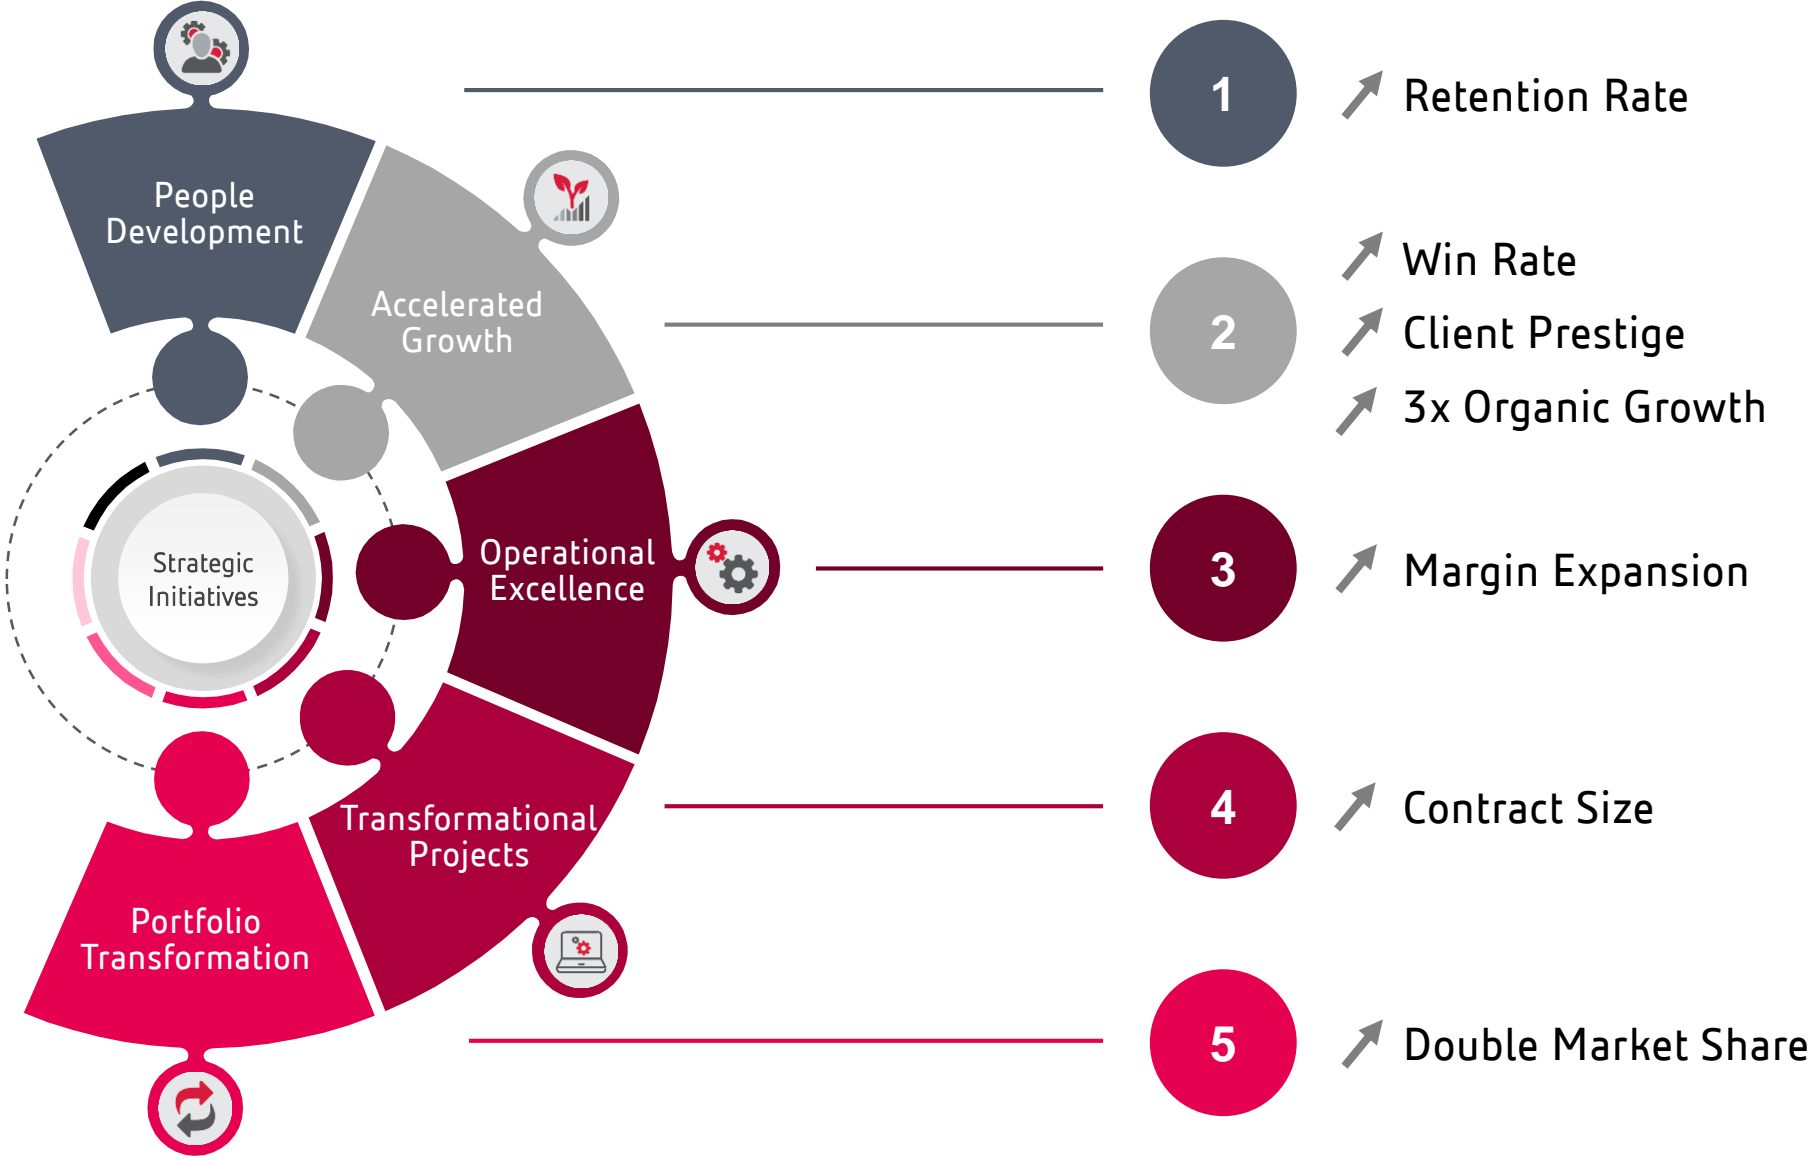 People
Development
1
Retention Rate
Accelerated
Growth
2
Win Rate
Client Prestige
3x Organic Growth
Strategic
Initiatives
Operational
Excellence
3
Margin Expansion
Transformational
Projects
4
Contract Size
Portfolio
Transformation
5
Double Market Share